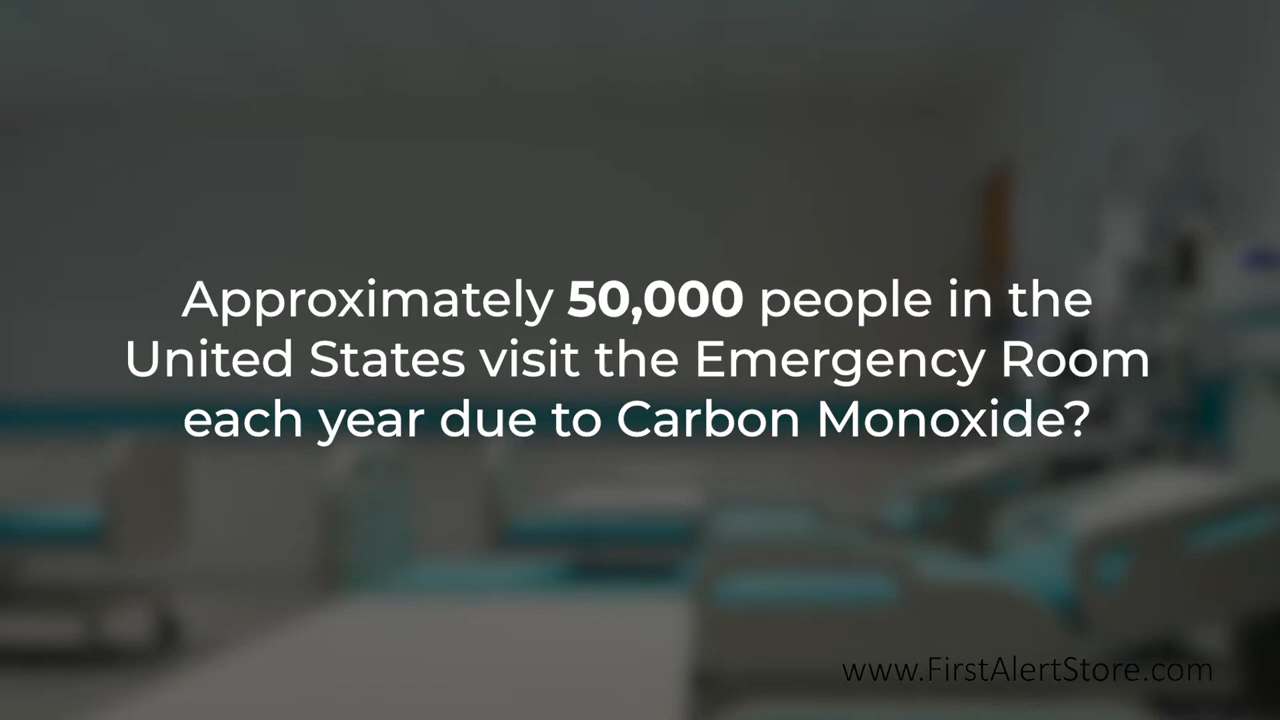 Approximately 50,000 people in the
United States visit the Emergency Room
each year due to Carbon Monoxide?
www.FirstAlertStore.com